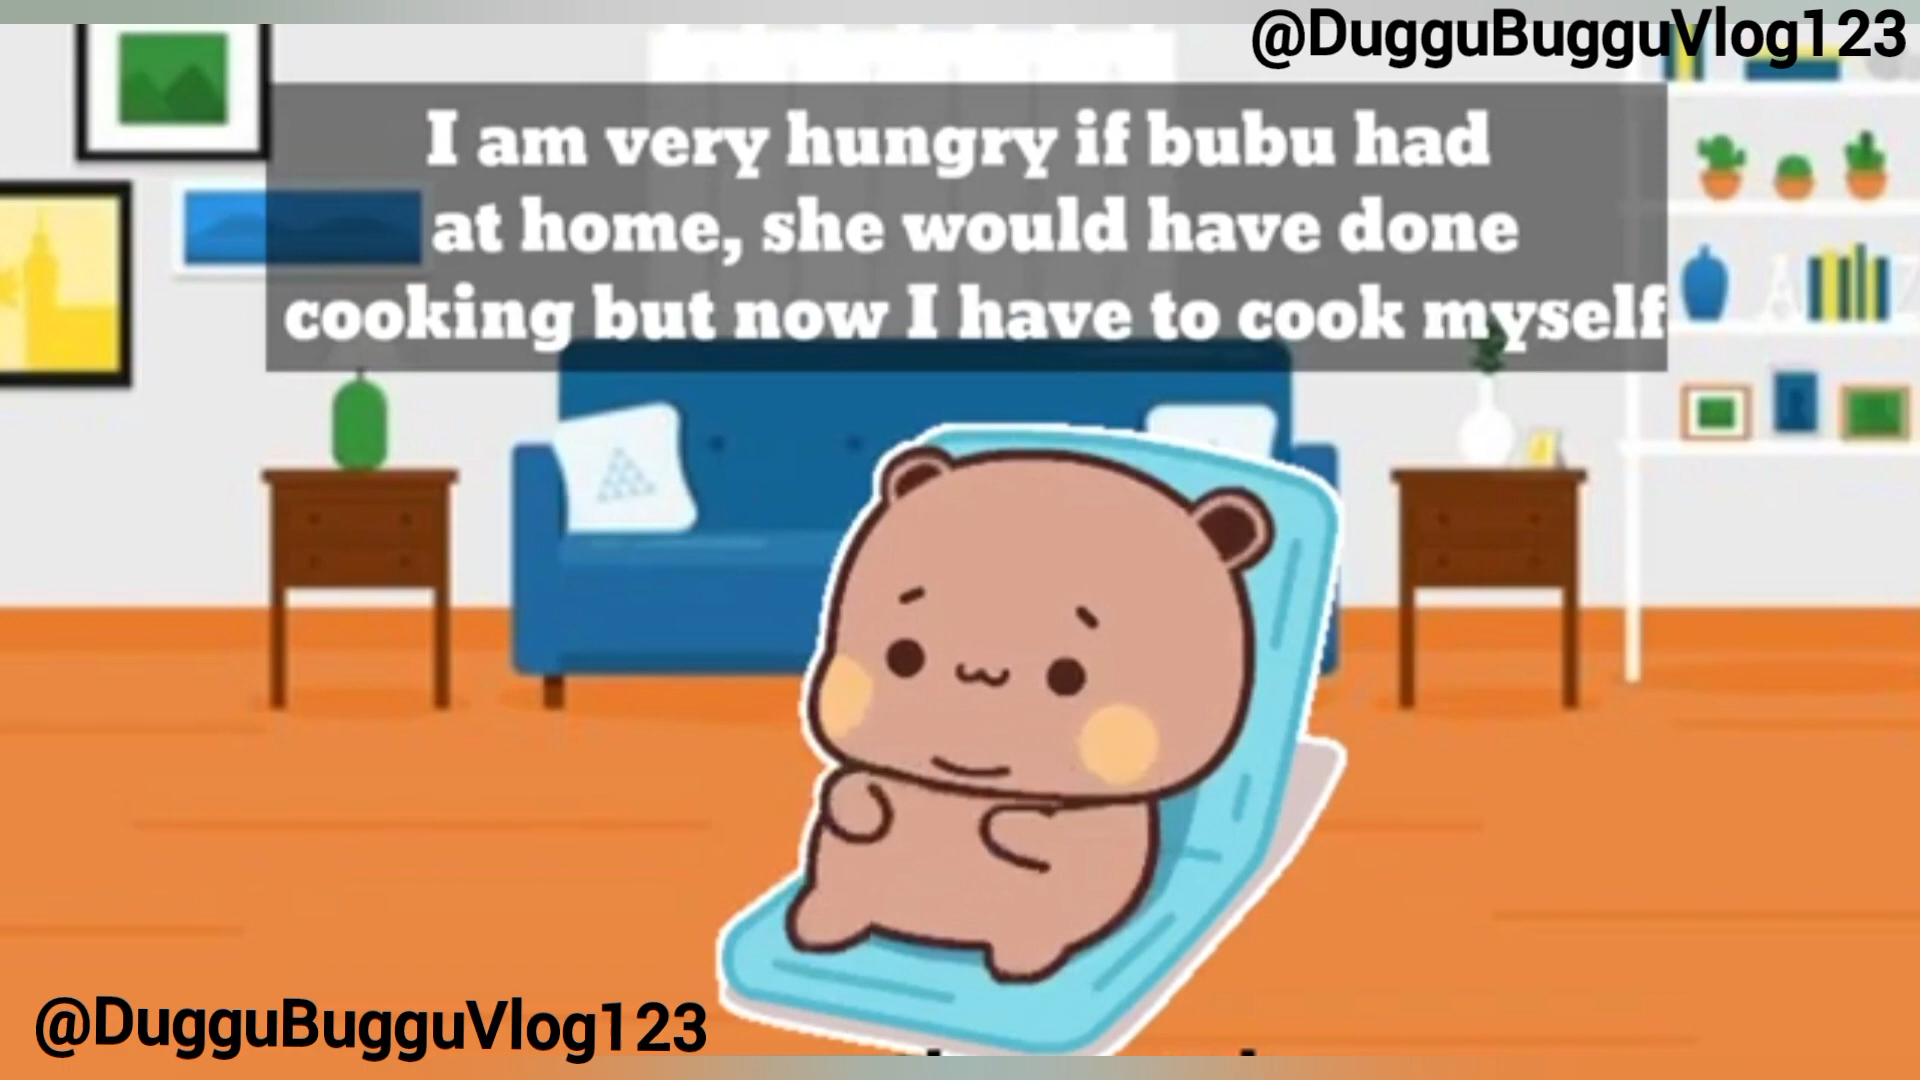 @DugguBugguVlog123
I am very hungry if bubu had
at home, she would have done
cooking but now I have to cook myself
@DugguBugguVlog123